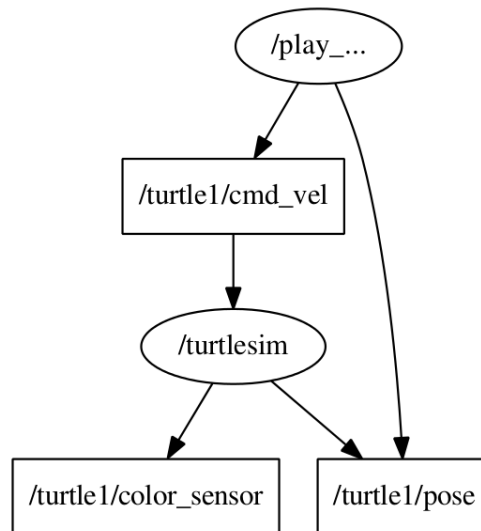 /play_...
/turtle1/cmd_vel
/turtlesim
/turtle1/color_sensor
/turtle1/pose